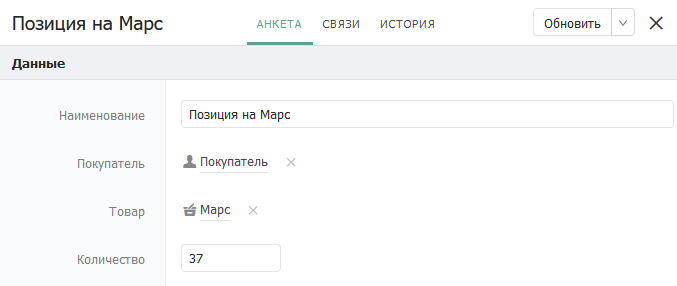 Позиция на Марс
АНКЕТА СВЯЗИ ИСТОРИЯ
Обновить
Данные
Наименование Позиция на Марс
Покупатель Покупатель
Товар Марс
Количество 37